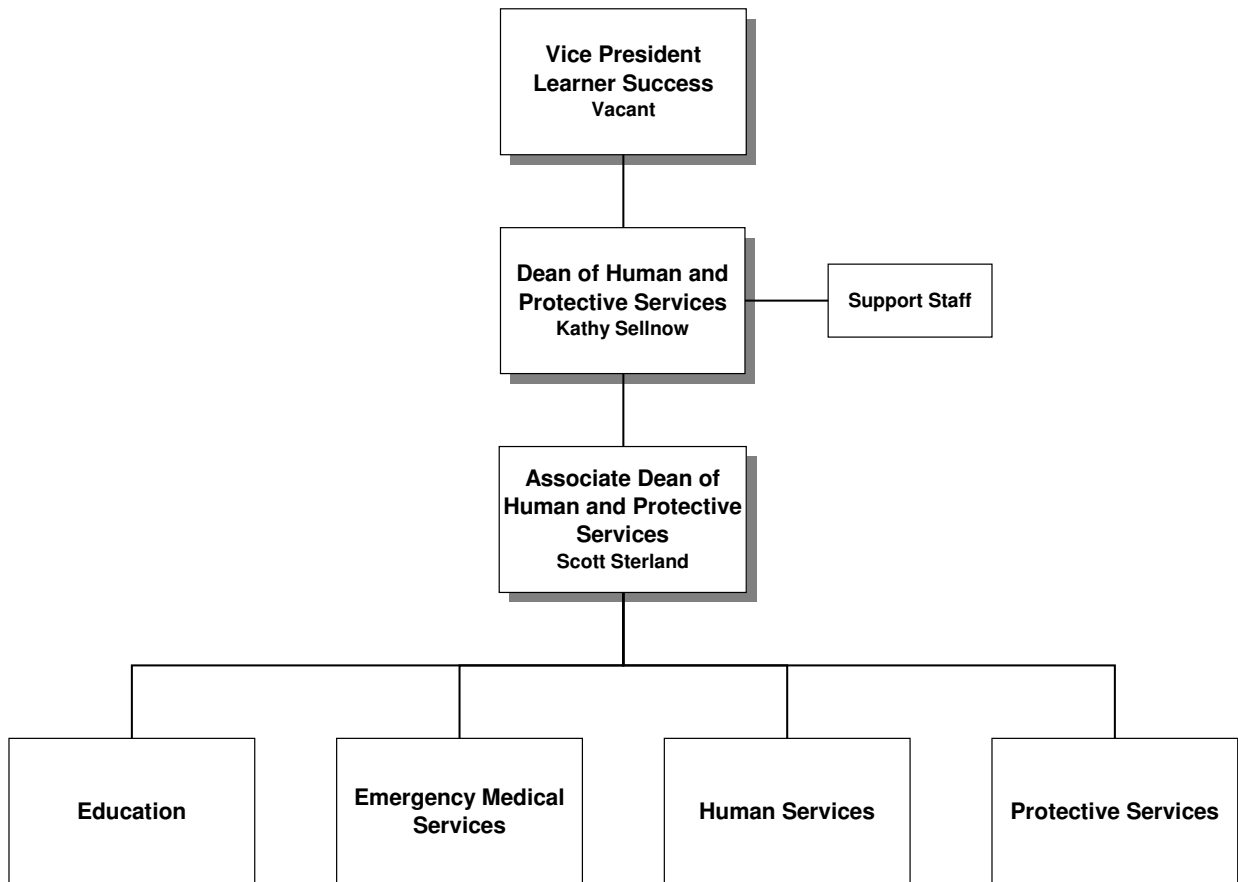 Vice President
Learner Success
Vacant
Dean of Human and
Protective Services
Kathy Sellnow
Support Staff
Associate Dean of
Human and Protective
Services
Scott Sterland
Education
Emergency Medical
Services
Human Services
Protective Services